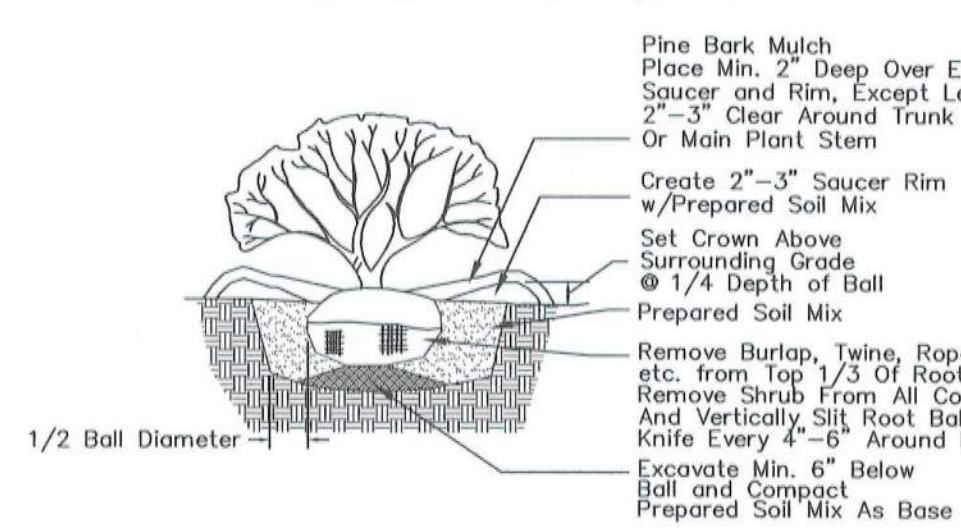 Pine Bark Mulch
Place Min. 2" Deep Over
Saucer and Rim, Except
2"-3" Clear Around Trunk
Or Main Plant Stem
Create 2"-3" Saucer Rim
w/Prepared Soil Mix
Set Crown Above
Surrounding Grade
@ 1/4 Depth of Ball
Prepared Soil Mix
Remove Burlap, Twine,
etc. from Top 1/3 Of Root
Remove Shrub From All
And Vertically Slit Root
Knife Every 4"-6" Around
1/2 Ball Diameter
Excavate Min. 6" Below
Ball and Compact
Prepared Soil Mix As Base